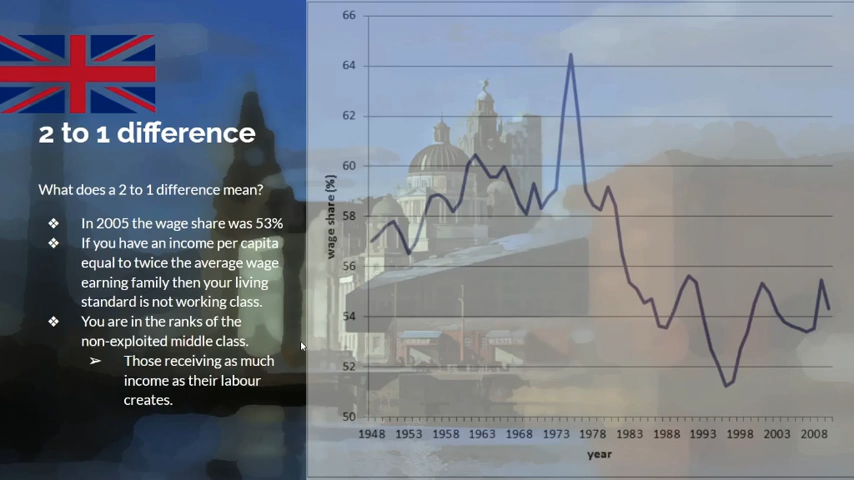 2 to 1 difference
What does a 2 to 1 difference mean?
❖ In 2005 the wage share was 53%
❖ If you have an income per capita
equal to twice the average wage
earning family then your living
standard is not working class.
❖ You are in the ranks of the
non-exploited middle class.
➢ Those receiving as much
income as their labour
creates.
66
64
62
60
58
56
54
52
50
wage share (%)
1948 1953 1958 1963 1968 1973 1978 1983 1988 1993 1998 2003 2008
year